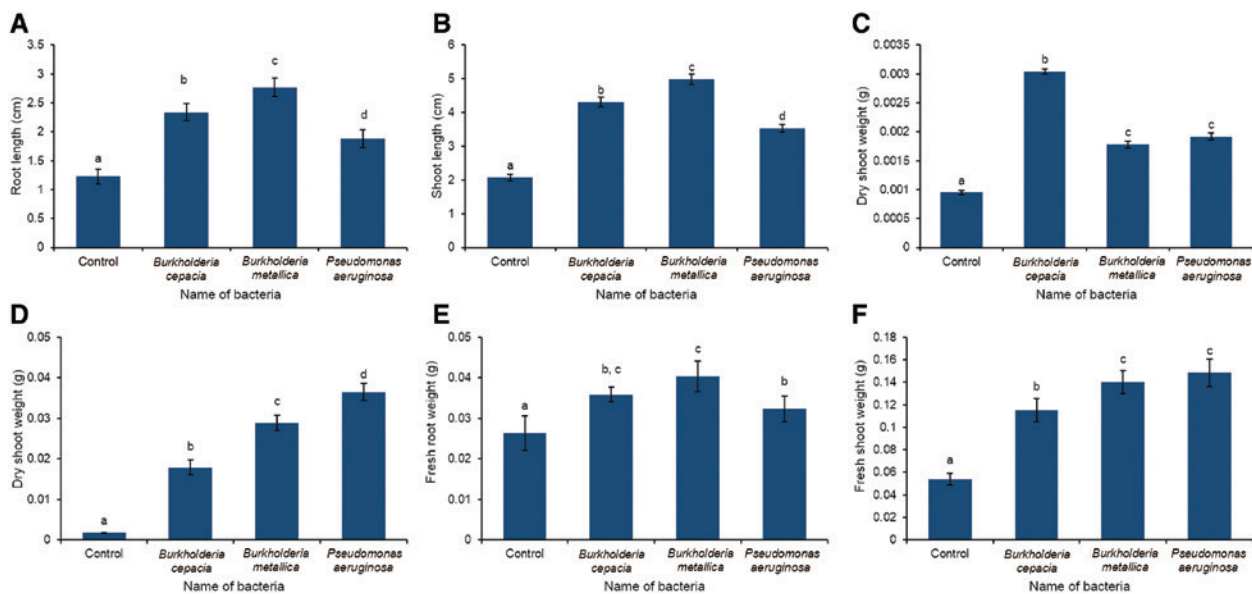 A
3.5
3
2.5
2
1.5
1
0.5
0
Root length (cm)
a
b
c
d
Control
Burkholderia
cepacia
Burkholderia
metallica
Pseudomonas
aeruginosa
Name of bacteria
B
6
5
4
3
2
1
0
Shoot length (cm)
a
b
c
d
Control
Burkholderia
cepacia
Burkholderia
metallica
Pseudomonas
aeruginosa
Name of bacteria
C
0.0035
0.003
0.0025
0.002
0.0015
0.001
0.0005
0
Dry shoot weight (g)
a
b
c
c
Control
Burkholderia
cepacia
Burkholderia
metallica
Pseudomonas
aeruginosa
Name of bacteria
D
0.05
0.04
0.03
0.02
0.01
0
Dry shoot weight (g)
a
b
c
d
Control
Burkholderia
cepacia
Burkholderia
metallica
Pseudomonas
aeruginosa
Name of bacteria
E
0.05
0.04
0.03
0.02
0.01
0
Fresh root weight (g)
a
b, c
c
b
Control
Burkholderia
cepacia
Burkholderia
metallica
Pseudomonas
aeruginosa
Name of bacteria
F
0.18
0.16
0.14
0.12
0.1
0.08
0.06
0.04
0.02
0
Fresh shoot weight (g)
a
b
c
c
Control
Burkholderia
cepacia
Burkholderia
metallica
Pseudomonas
aeruginosa
Name of bacteria